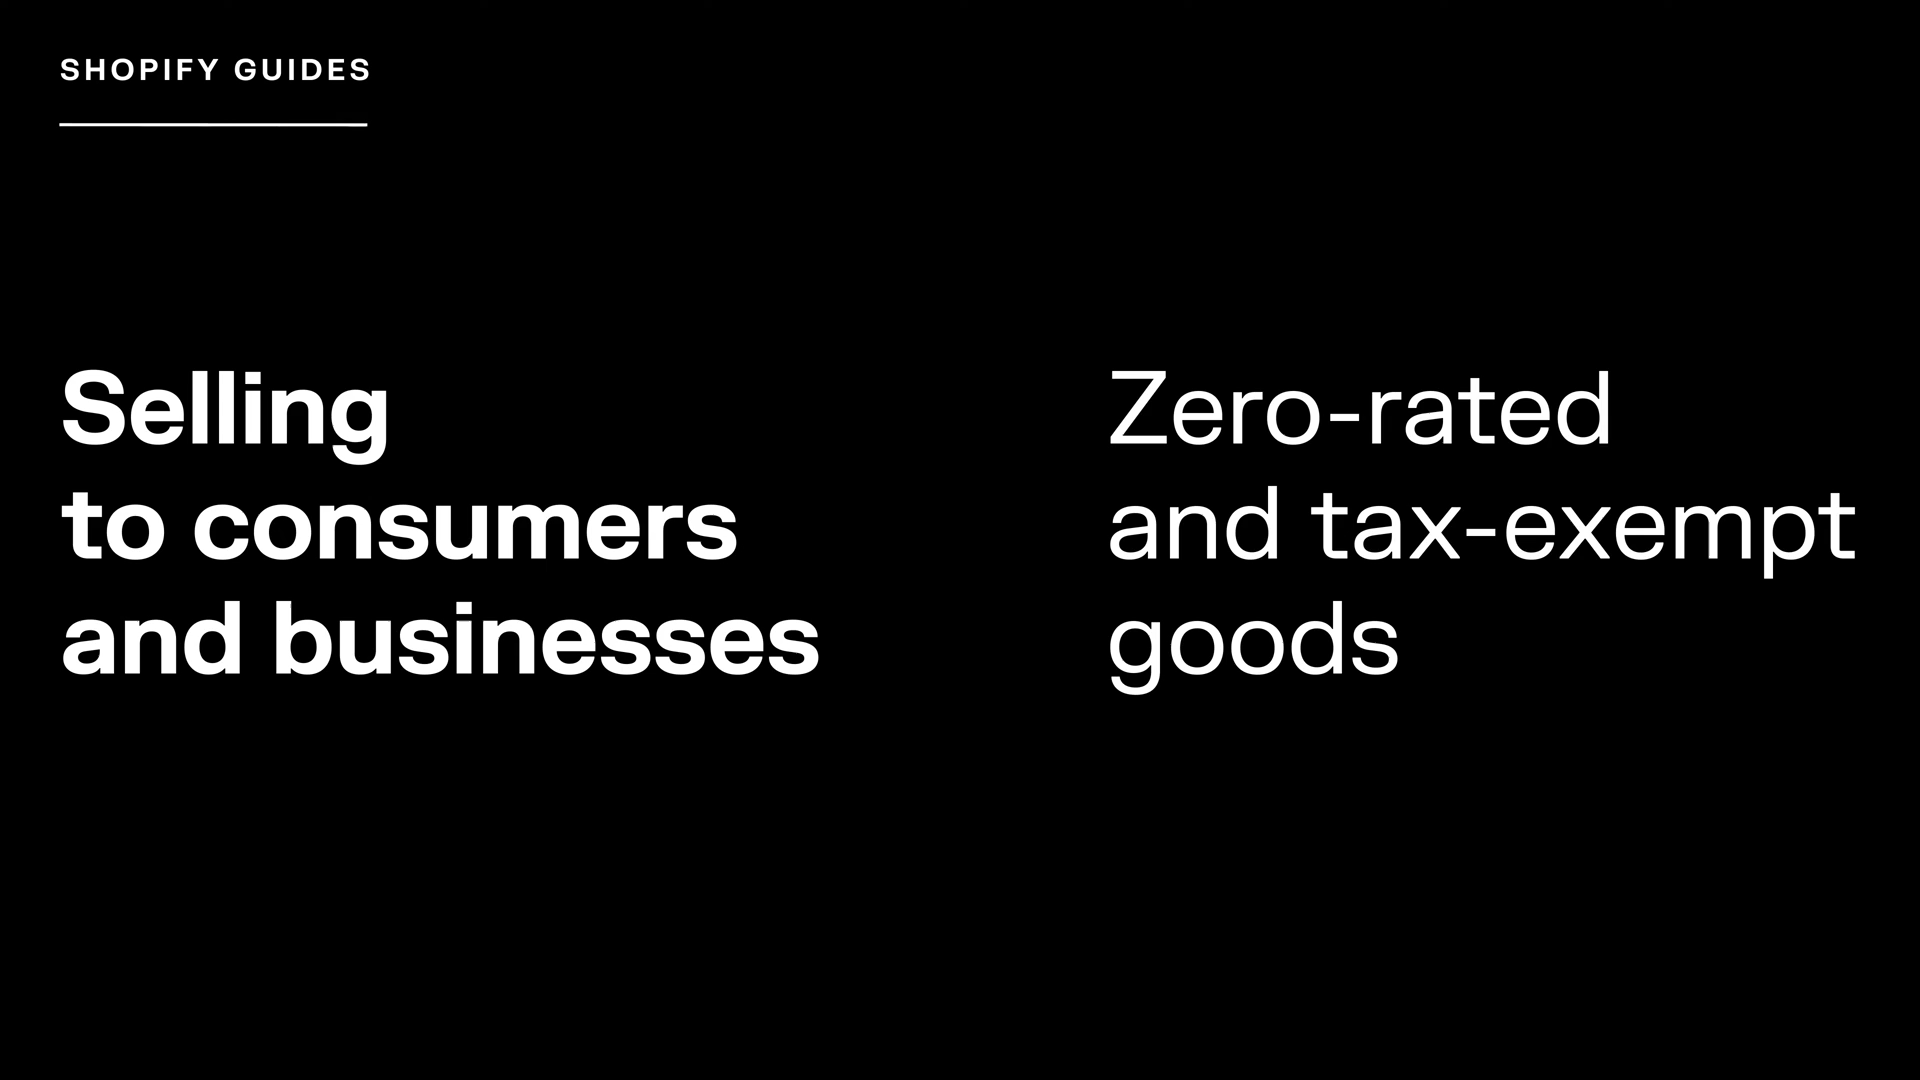 SHOPIFY GUIDES
Selling
to consumers
and businesses
Zero-rated
and tax-exempt
goods